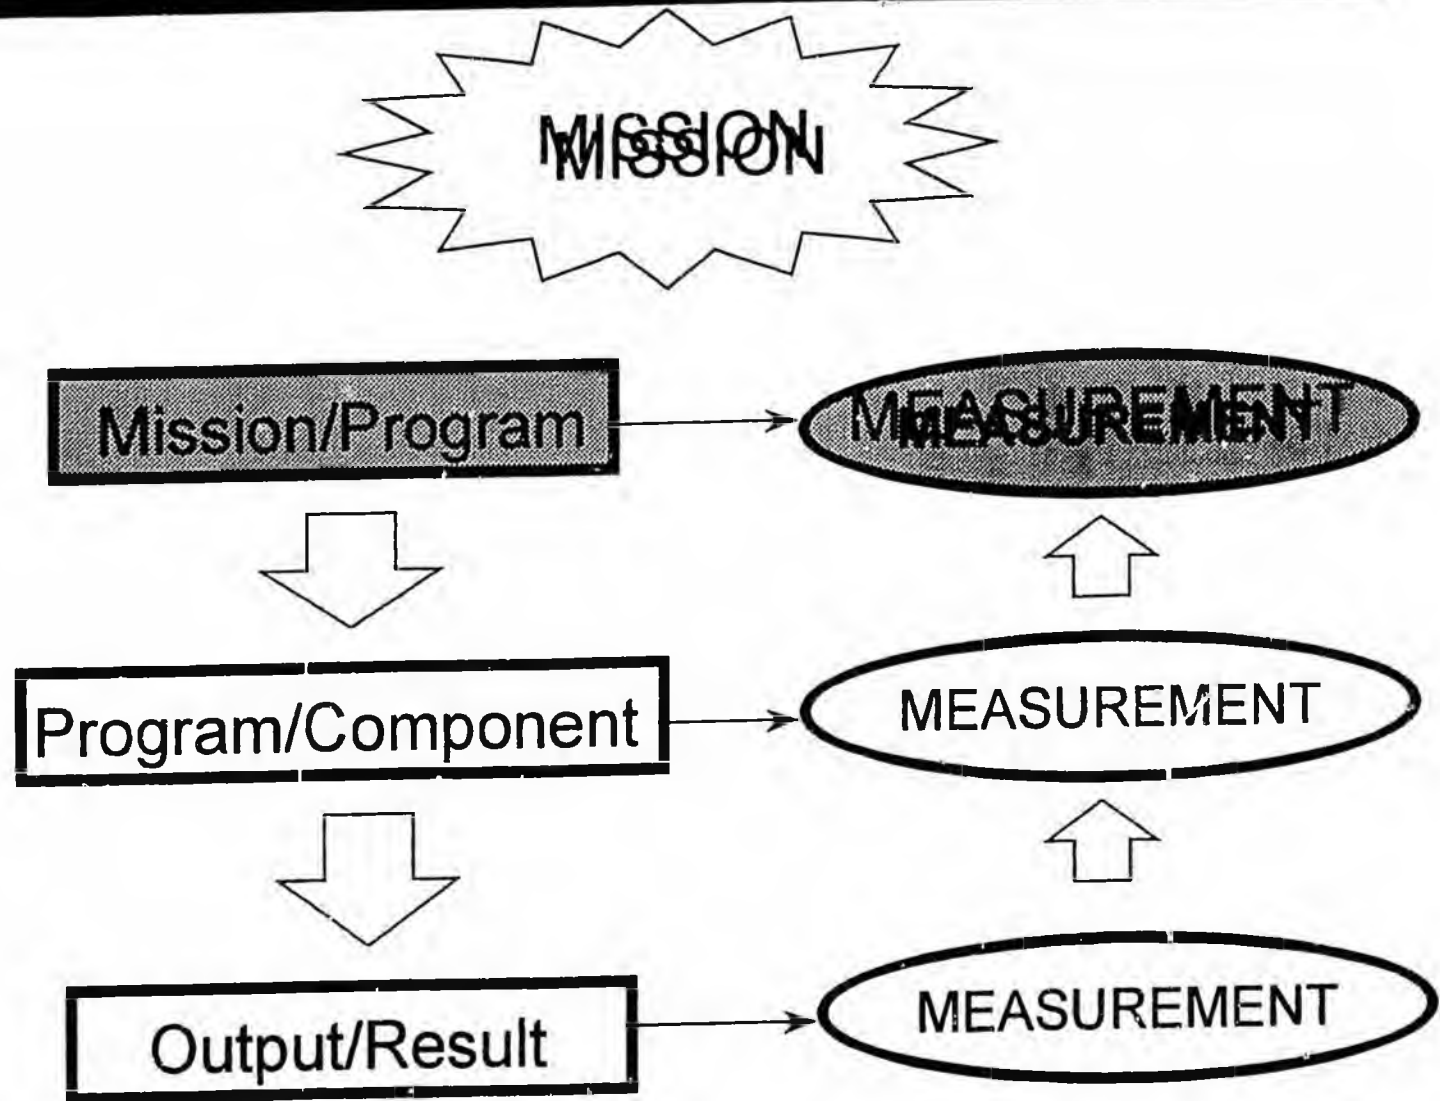 MISSION
Mission/Program
MEASUREMENT
Program/Component
MEASUREMENT
Output/Result
MEASUREMENT